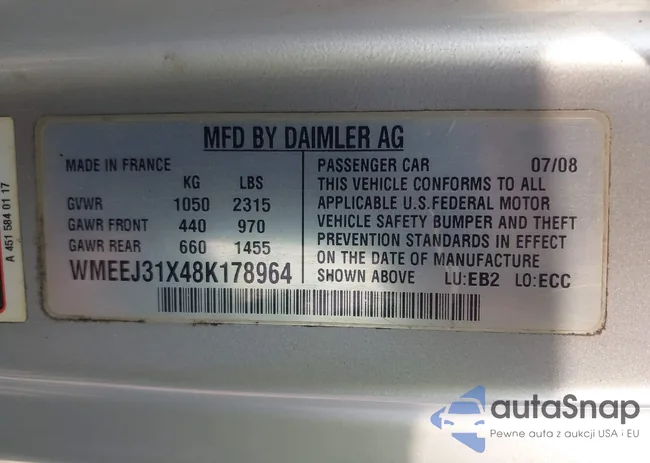 MFD BY DAIMLER AG
MADE IN FRANCE
KG LBS
GVWR 1050 2315
GAWR FRONT 440 970
GAWR REAR 660 1455
WMEEJ31X48K178964
PASSENGER CAR 07/08
THIS VEHICLE CONFORMS TO ALL
APPLICABLE U.S.FEDERAL MOTOR
VEHICLE SAFETY BUMPER AND THEFT
PREVENTION STANDARDS IN EFFECT
ON THE DATE OF MANUFACTURE
SHOWN ABOVE LU:EB2 LO:ECC
A 451 584 01 17
autaSnap
Pewne auta z aukcji USA i EU